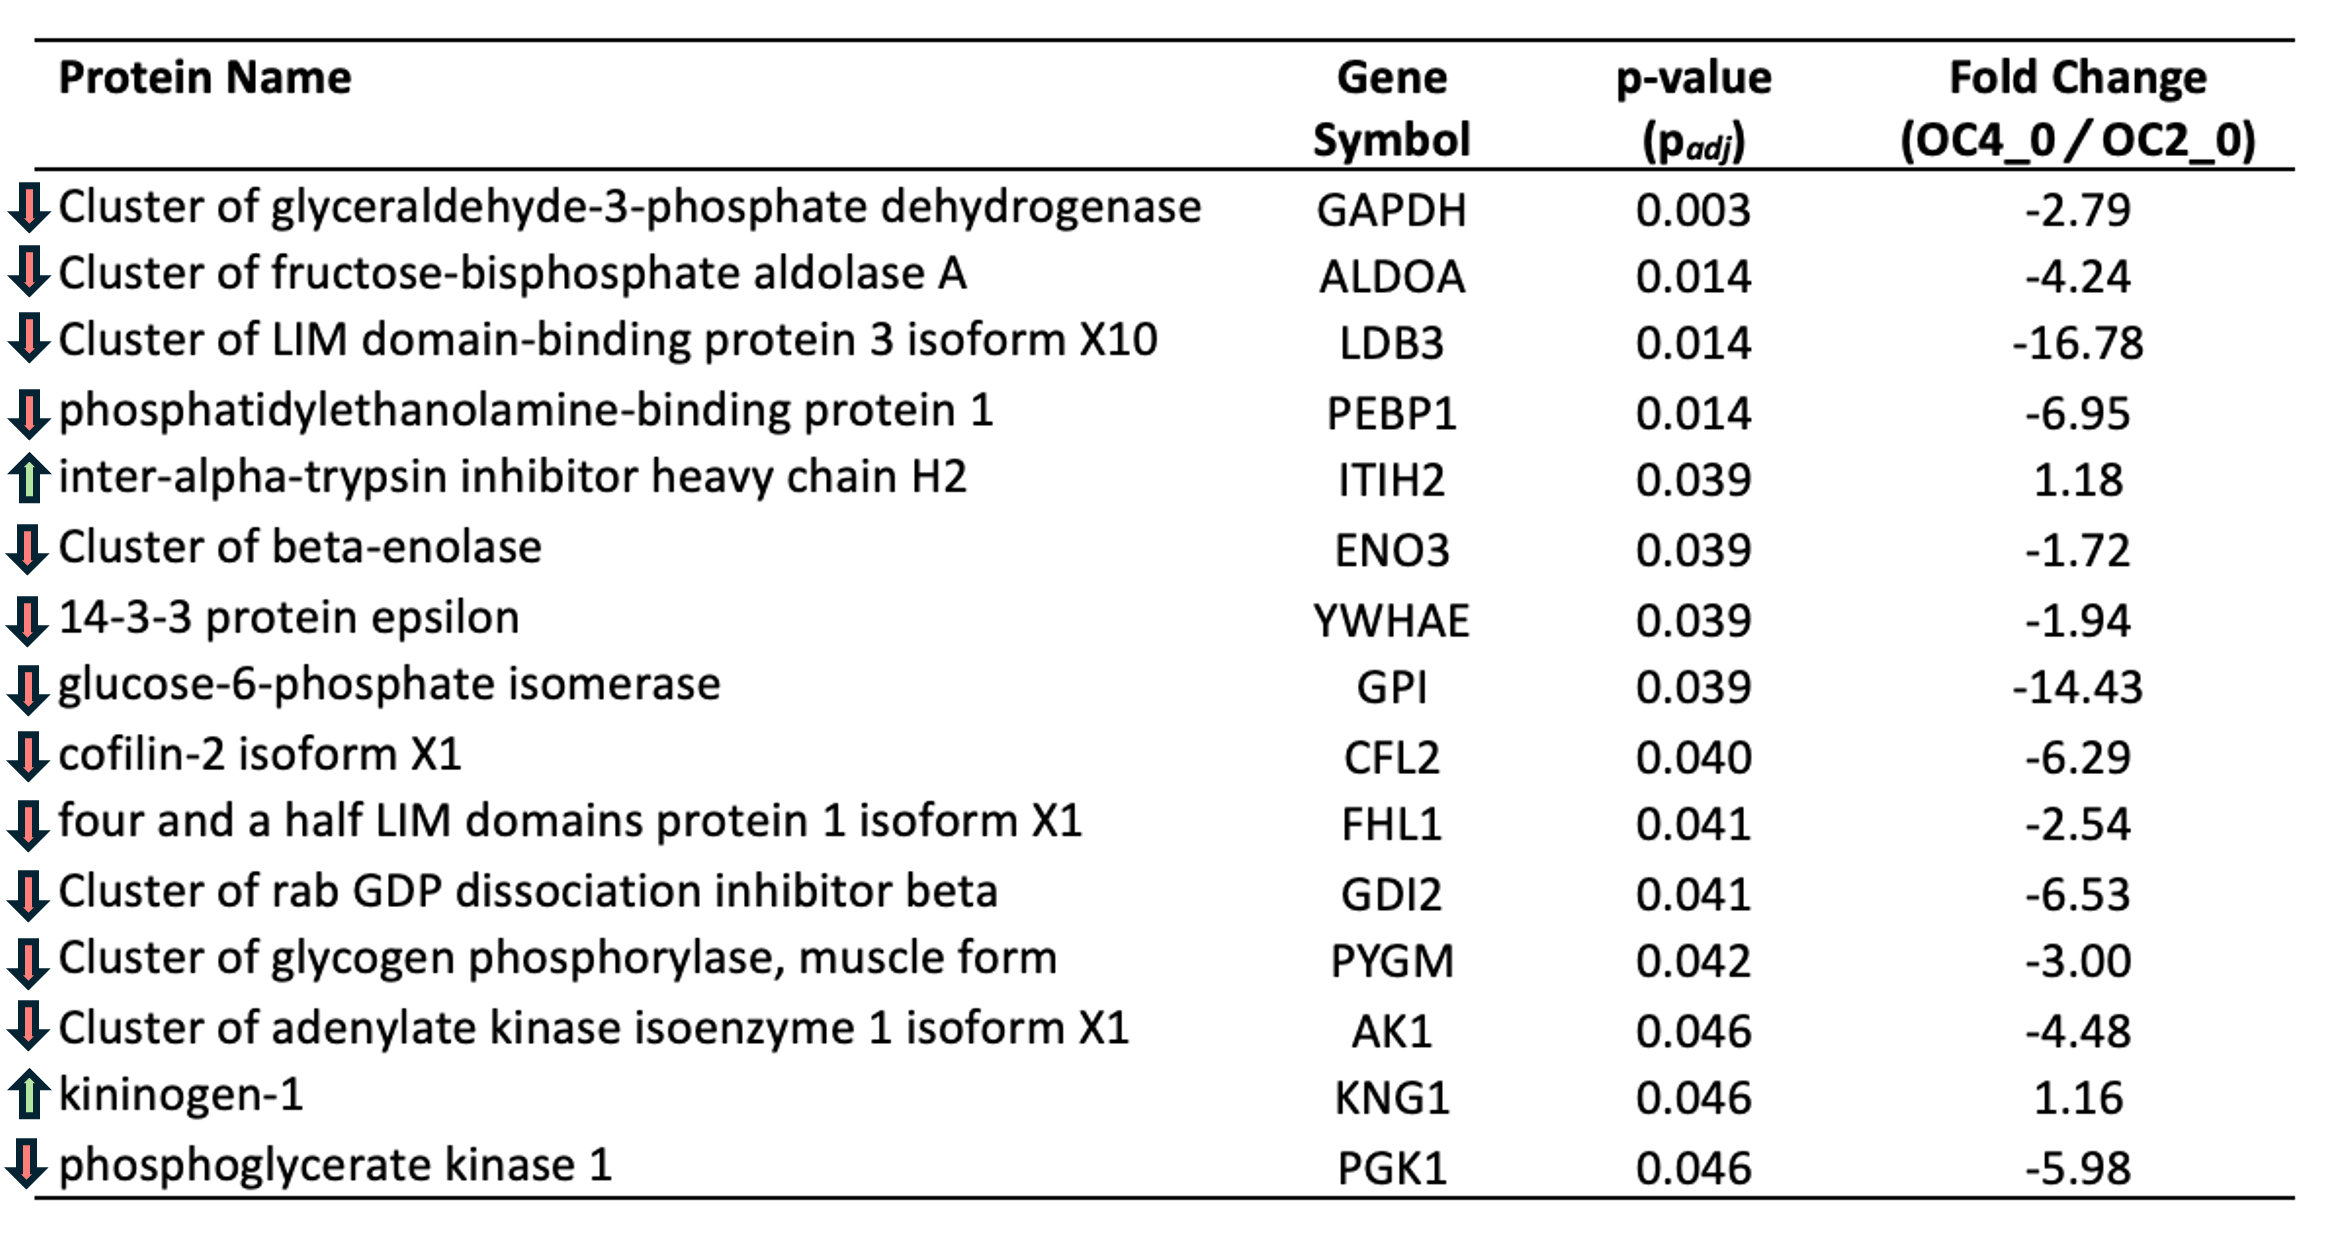 Protein Name Gene p-value Fold Change
Symbol (padj) (OC4_0 / OC2_0)
Cluster of glyceraldehyde-3-phosphate dehydrogenase GAPDH 0.003 -2.79
Cluster of fructose-bisphosphate aldolase A ALDOA 0.014 -4.24
Cluster of LIM domain-binding protein 3 isoform X10 LDB3 0.014 -16.78
phosphatidylethanolamine-binding protein 1 PEBP1 0.014 -6.95
inter-alpha-trypsin inhibitor heavy chain H2 ITIH2 0.039 1.18
Cluster of beta-enolase ENO3 0.039 -1.72
14-3-3 protein epsilon YWHAE 0.039 -1.94
glucose-6-phosphate isomerase GPI 0.039 -14.43
cofilin-2 isoform X1 CFL2 0.040 -6.29
four and a half LIM domains protein 1 isoform X1 FHL1 0.041 -2.54
Cluster of rab GDP dissociation inhibitor beta GDI2 0.041 -6.53
Cluster of glycogen phosphorylase, muscle form PYGM 0.042 -3.00
Cluster of adenylate kinase isoenzyme 1 isoform X1 AK1 0.046 -4.48
kininogen-1 KNG1 0.046 1.16
phosphoglycerate kinase 1 PGK1 0.046 -5.98